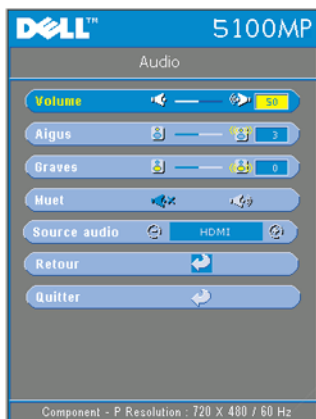 DELL™ 5100MP
Audio
Volume 50
Aigus 3
Graves 0
Muet
Source audio HDMI
Retour
Quitter
Component - P Resolution : 720 X 480 / 60 Hz